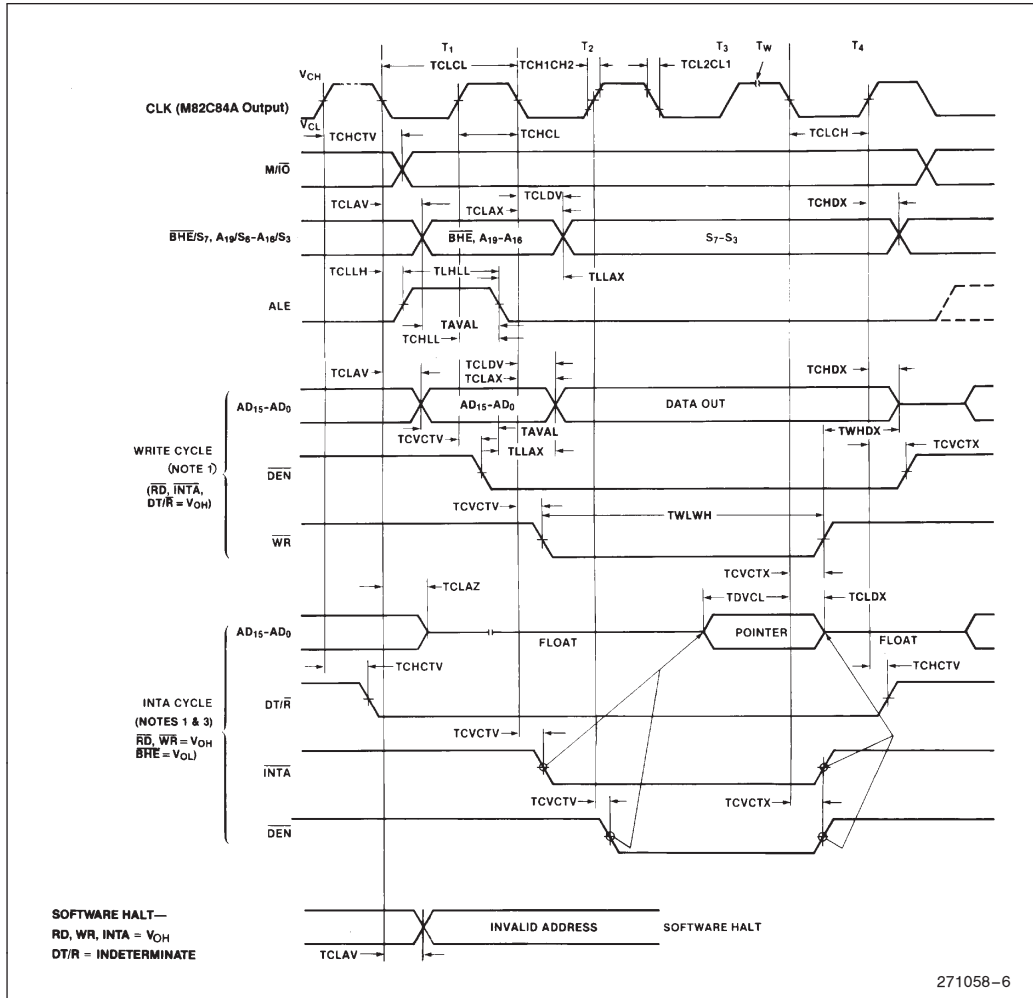 T1 T2 T3 TW T4
TCLCL TCH1CH2 TCL2CL1
VCH
CLK (M82C84A Output)
VCL
TCHCTV TCHCL TCLCH
M/IO
TCLDV
TCLAV TCLAX TCHDX
BHE/S7, A19/S6–A16/S3 BHE, A19–A16 S7–S3
TCLLH TLHLL TLLAX
ALE
TAVAL
TCHLL
TCLDV
TCLAV TCLAX TCHDX
AD15–AD0 AD15–AD0 DATA OUT
TCVCTV TAVAL TWHDX TCVCTX
WRITE CYCLE
(NOTE 1)
TLLAX
DEN
(RD, INTA,
DT/R = VOH)
TCVCTV TWLWH
WR
TCVCTX
TCLAZ TDVCL TCLDX
AD15–AD0 FLOAT POINTER FLOAT
TCHCTV TCHCTV
DT/R
INTA CYCLE
(NOTES 1 & 3)
RD, WR = VOH
BHE = VOL)
TCVCTV
INTA
TCVCTV TCVCTX
DEN
SOFTWARE HALT—
RD, WR, INTA = VOH
DT/R = INDETERMINATE
INVALID ADDRESS SOFTWARE HALT
TCLAV
271058–6